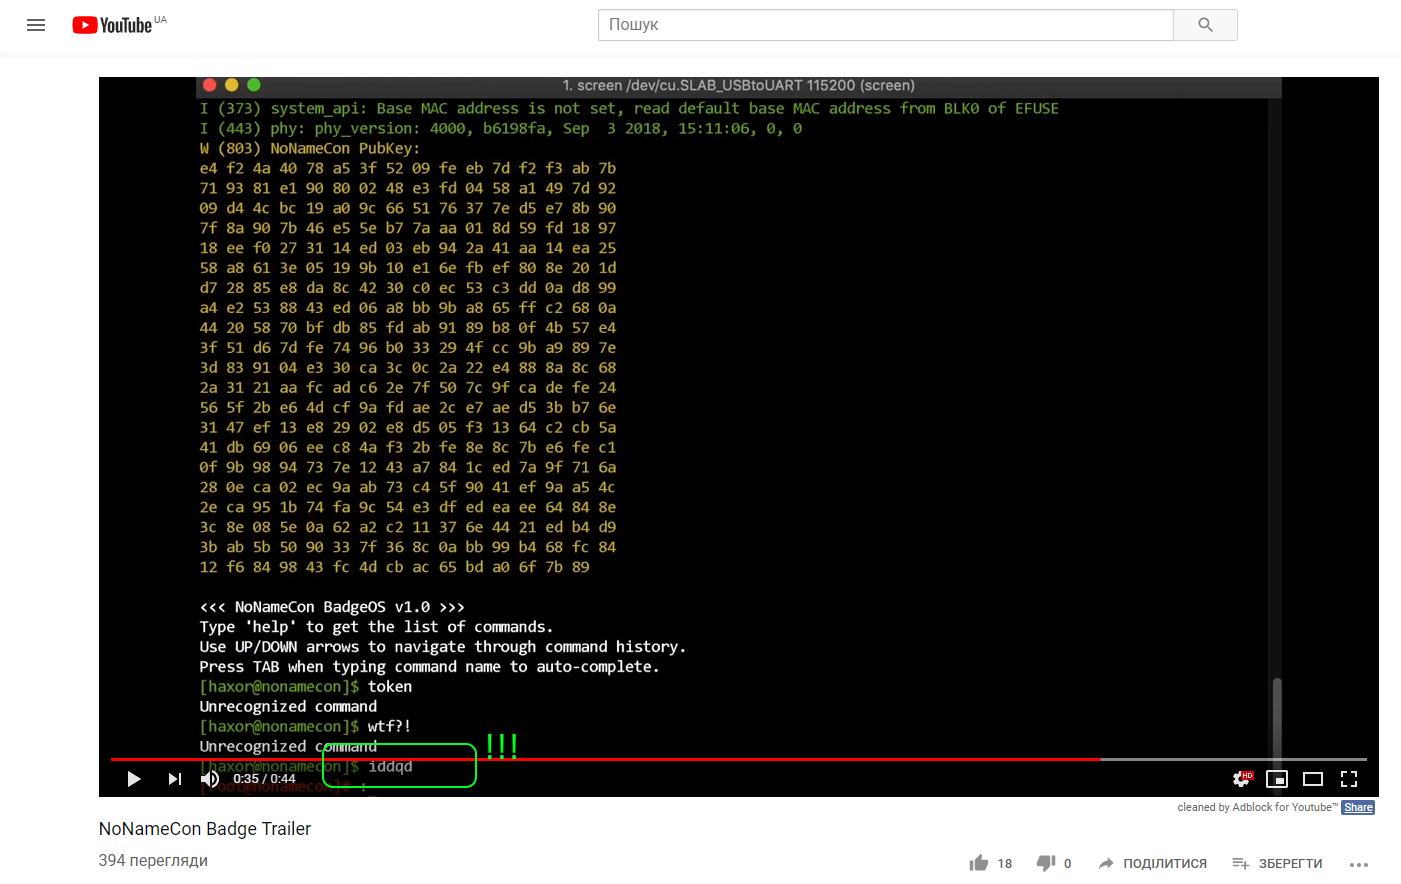 YouTube UA
Пошук
1. screen /dev/cu.SLAB_USBtoUART 115200 (screen)
I (373) system_api: Base MAC address is not set, read default base MAC address from BLK0 of EFUSE
I (443) phy: phy_version: 4000, b6198fa, Sep  3 2018, 15:11:06, 0, 0
W (803) NoNameCon PubKey:
e4 f2 4a 40 78 a5 3f 52 09 fe eb 7d f2 f3 ab 7b
71 93 81 e1 90 80 02 48 e3 fd 04 58 a1 49 7d 92
09 d4 4c bc 19 a0 9c 66 51 76 37 7e d5 e7 8b 90
7f 8a 90 7b 46 e5 5e b7 7a aa 01 8d 59 fd 18 97
18 ee f0 27 31 14 ed 03 eb 94 2a 41 aa 14 ea 25
58 a8 61 3e 05 19 9b 10 e1 6e fb ef 80 8e 20 1d
d7 28 85 e8 da 8c 42 30 c0 ec 53 c3 dd 0a d8 99
a4 e2 53 88 43 ed 06 a8 bb 9b a8 65 ff c2 68 0a
44 20 58 70 bf db 85 fd ab 91 89 b8 0f 4b 57 e4
3f 51 d6 7d fe 74 96 b0 33 29 4f cc 9b a9 89 7e
3d 83 91 04 e3 30 ca 3c 0c 2a 22 e4 88 8a 8c 68
2a 31 21 aa fc ad c6 2e 7f 50 7c 9f ca de fe 24
56 5f 2b e6 4d cf 9a fd ae 2c e7 ae d5 3b b7 6e
31 47 ef 13 e8 29 02 e8 d5 05 f3 13 64 c2 cb 5a
41 db 69 06 ee c8 4a f3 2b fe 8e 8c 7b e6 fe c1
0f 9b 98 94 73 7e 12 43 a7 84 1c ed 7a 9f 71 6a
28 0e ca 02 ec 9a ab 73 c4 5f 90 41 ef 9a a5 4c
2e ca 95 1b 74 fa 9c 54 e3 df ed ea ee 64 84 8e
3c 8e 08 5e 0a 62 a2 c2 11 37 6e 44 21 ed b4 d9
3b ab 5b 50 90 33 7f 36 8c 0a bb 99 b4 68 fc 84
12 f6 84 98 43 fc 4d cb ac 65 bd a0 6f 7b 89
<<< NoNameCon BadgeOS v1.0 >>>
Type 'help' to get the list of commands.
Use UP/DOWN arrows to navigate through command history.
Press TAB when typing command name to auto-complete.
[haxor@nonamecon]$ token
Unrecognized command
[haxor@nonamecon]$ wtf?!
Unrecognized command
!!!
[haxor@nonamecon]$ iddqd
[root@nonamecon]# :
0:35 / 0:44
HD
cleaned by Adblock for Youtube™ Share
NoNameCon Badge Trailer
394 перегляди
18 0 ПОДІЛИТИСЯ ЗБЕРЕГТИ